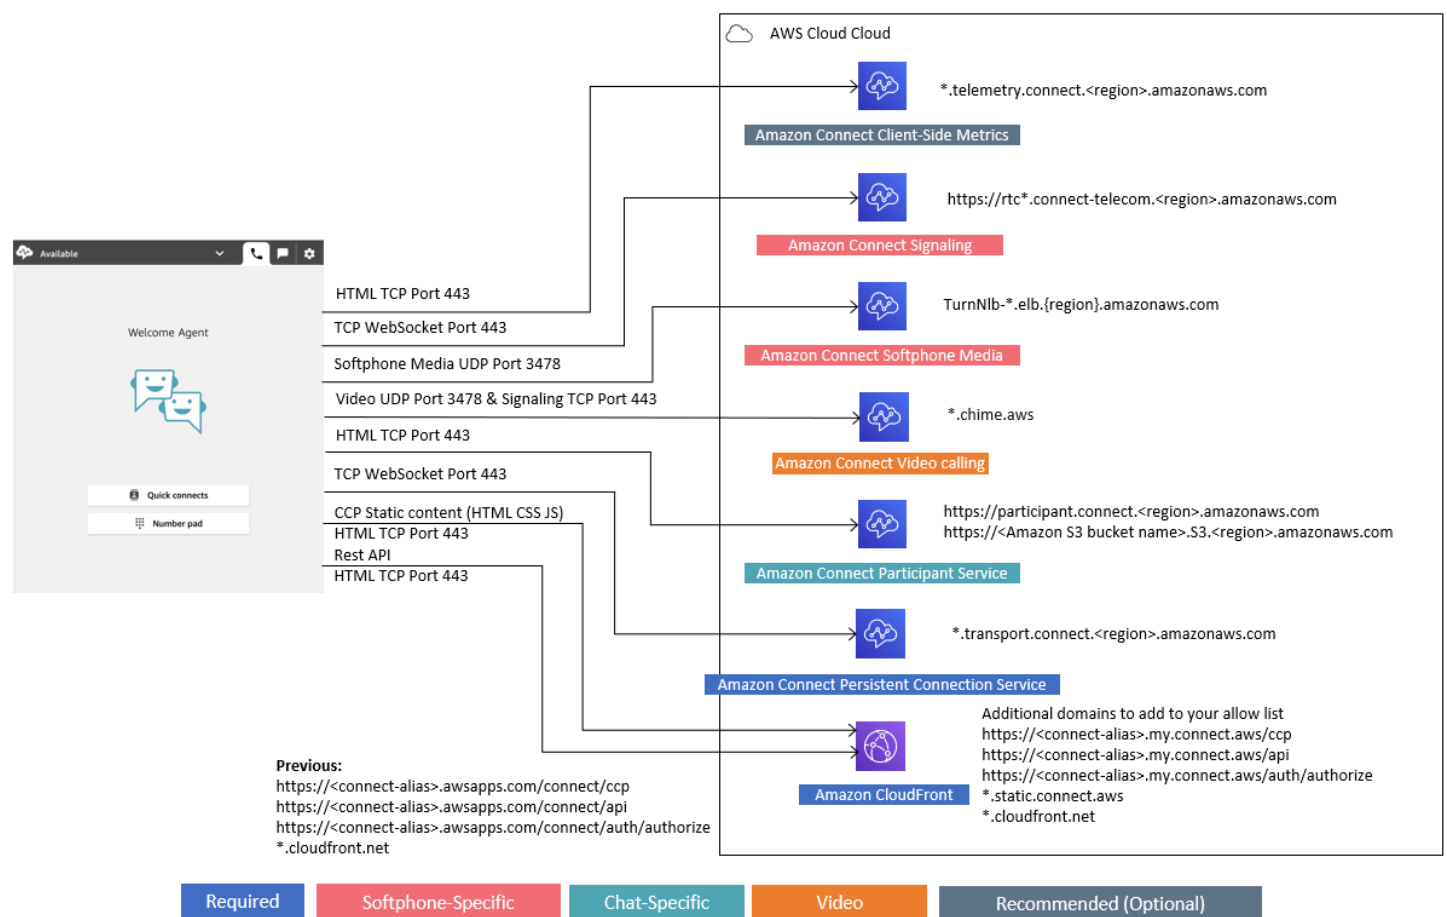 AWS Cloud Cloud
*.telemetry.connect.<region>.amazonaws.com
Amazon Connect Client-Side Metrics
https://rtc*.connect-telecom.<region>.amazonaws.com
Amazon Connect Signaling
Available
HTML TCP Port 443
TCP WebSocket Port 443
Softphone Media UDP Port 3478
Video UDP Port 3478 & Signaling TCP Port 443
HTML TCP Port 443
TCP WebSocket Port 443
CCP Static content (HTML CSS JS)
HTML TCP Port 443
Rest API
HTML TCP Port 443
Welcome Agent
Quick connects
Number pad
TurnNlb-*.elb.{region}.amazonaws.com
Amazon Connect Softphone Media
*.chime.aws
Amazon Connect Video calling
https://participant.connect.<region>.amazonaws.com
https://<Amazon S3 bucket name>.S3.<region>.amazonaws.com
Amazon Connect Participant Service
*.transport.connect.<region>.amazonaws.com
Amazon Connect Persistent Connection Service
Additional domains to add to your allow list
https://<connect-alias>.my.connect.aws/ccp
https://<connect-alias>.my.connect.aws/api
https://<connect-alias>.my.connect.aws/auth/authorize
*.static.connect.aws
*.cloudfront.net
Amazon CloudFront
Previous:
https://<connect-alias>.awsapps.com/connect/ccp
https://<connect-alias>.awsapps.com/connect/api
https://<connect-alias>.awsapps.com/connect/auth/authorize
*.cloudfront.net
Required
Softphone-Specific
Chat-Specific
Video
Recommended (Optional)